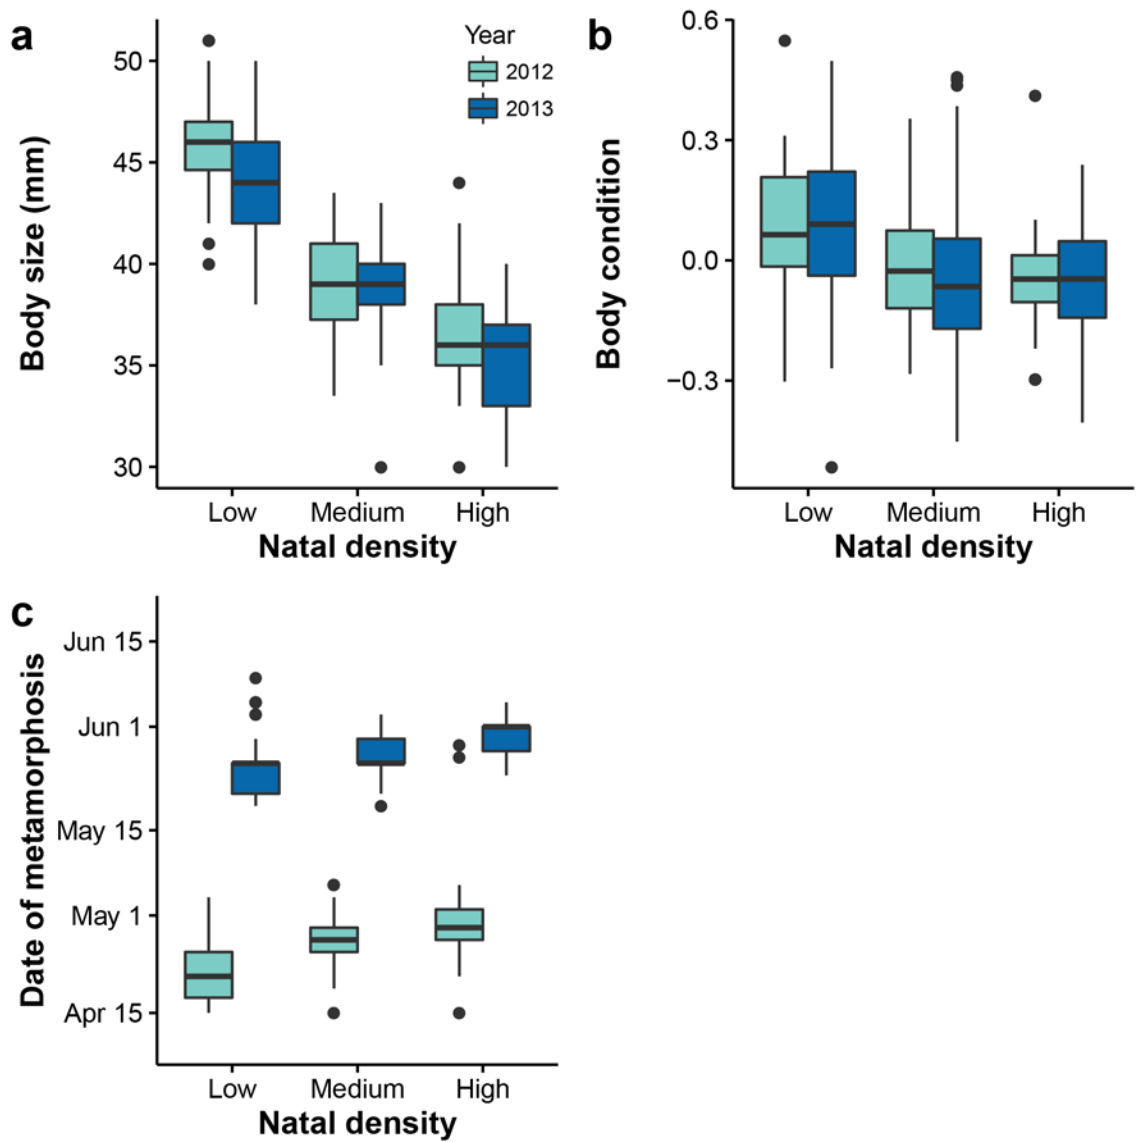 a
Year
2012
2013
50
45
40
35
30
Body size (mm)
Low Medium High
Natal density
b
0.6
0.3
0.0
−0.3
Body condition
Low Medium High
Natal density
c
Jun 15
Jun 1
May 15
May 1
Apr 15
Date of metamorphosis
Low Medium High
Natal density